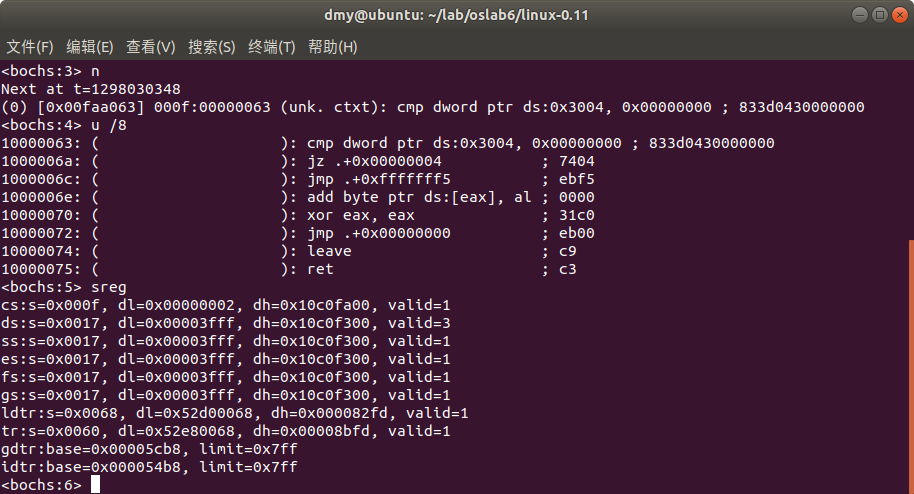 dmy@ubuntu: ~/lab/oslab6/linux-0.11
文件(F) 编辑(E) 查看(V) 搜索(S) 终端(T) 帮助(H)
<bochs:3> n
Next at t=1298030348
(0) [0x00faa063] 000f:00000063 (unk. ctxt): cmp dword ptr ds:0x3004, 0x00000000 ; 833d0430000000
<bochs:4> u /8
10000063: (                    ): cmp dword ptr ds:0x3004, 0x00000000 ; 833d0430000000
1000006a: (                    ): jz .+0x00000004           ; 7404
1000006c: (                    ): jmp .+0xfffffff5          ; ebf5
1000006e: (                    ): add byte ptr ds:[eax], al ; 0000
10000070: (                    ): xor eax, eax              ; 31c0
10000072: (                    ): jmp .+0x00000000          ; eb00
10000074: (                    ): leave                     ; c9
10000075: (                    ): ret                       ; c3
<bochs:5> sreg
cs:s=0x000f, dl=0x00000002, dh=0x10c0fa00, valid=1
ds:s=0x0017, dl=0x00003fff, dh=0x10c0f300, valid=3
ss:s=0x0017, dl=0x00003fff, dh=0x10c0f300, valid=1
es:s=0x0017, dl=0x00003fff, dh=0x10c0f300, valid=1
fs:s=0x0017, dl=0x00003fff, dh=0x10c0f300, valid=1
gs:s=0x0017, dl=0x00003fff, dh=0x10c0f300, valid=1
ldtr:s=0x0068, dl=0x52d00068, dh=0x000082fd, valid=1
tr:s=0x0060, dl=0x52e80068, dh=0x00008bfd, valid=1
gdtr:base=0x00005cb8, limit=0x7ff
idtr:base=0x000054b8, limit=0x7ff
<bochs:6>